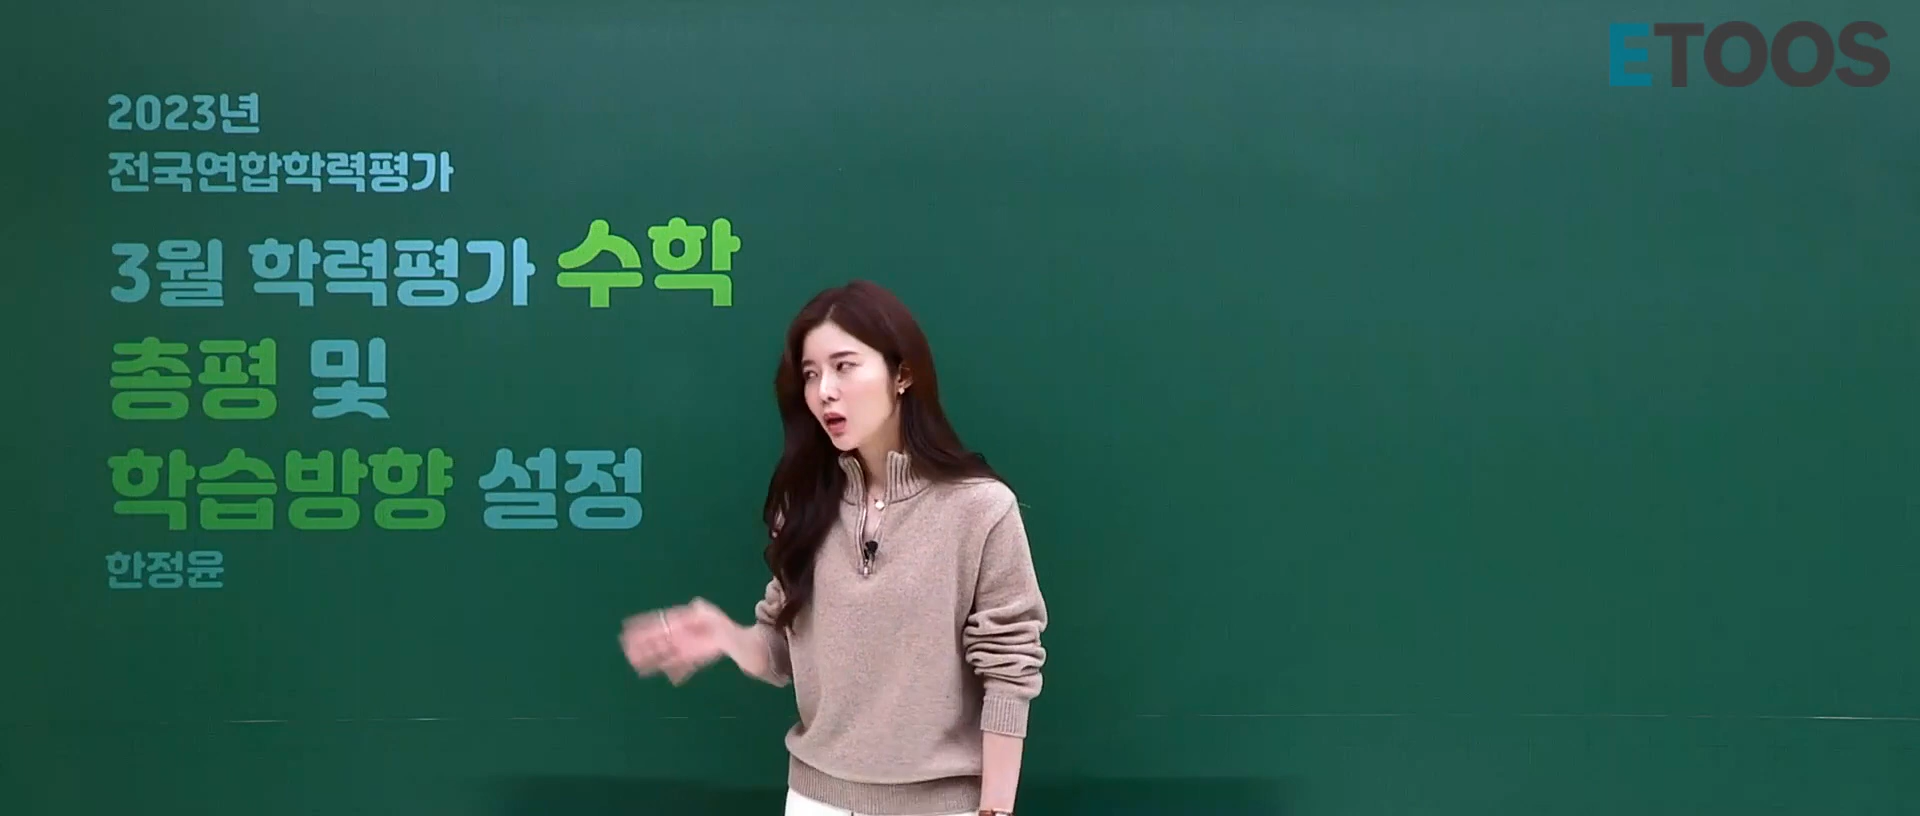 ETOOS
2023년
전국연합학력평가
3월 학력평가 수학
총평 및
학습방향 설정
한정윤